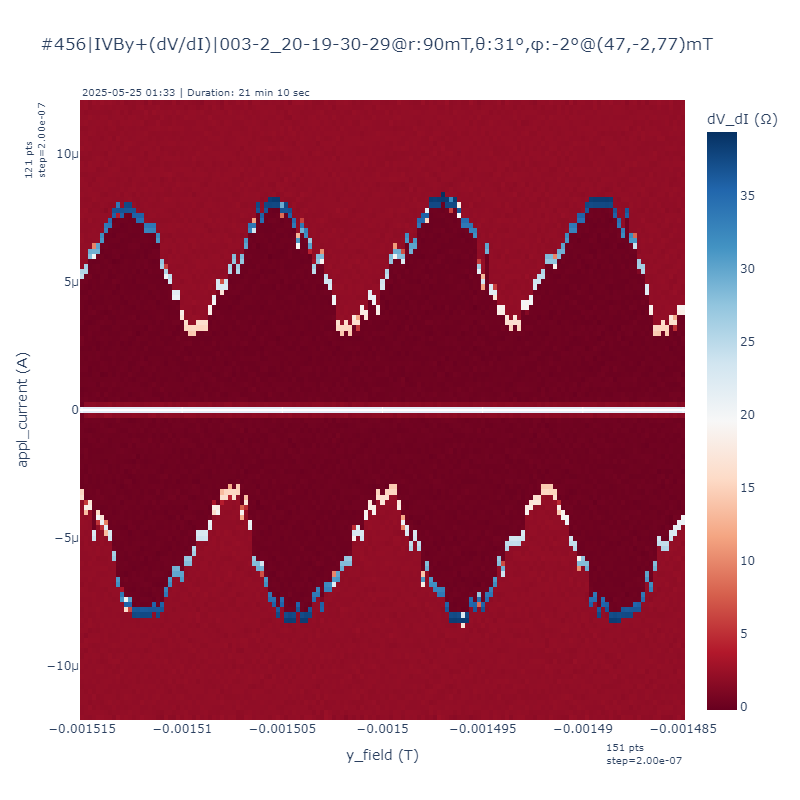 #456|IVBy+(dV/dI)|003-2_20-19-30-29@r:90mT,θ:31°,φ:-2°@(47,-2,77)mT
2025-05-25 01:33 | Duration: 21 min 10 sec
121 pts
step=2.00e-07
dV_dI (Ω)
10μ
5μ
0
−5μ
−10μ
appl_current (A)
35
30
25
20
15
10
5
0
−0.001515
−0.00151
−0.001505
−0.0015
−0.001495
−0.00149
−0.001485
y_field (T)
151 pts
step=2.00e-07